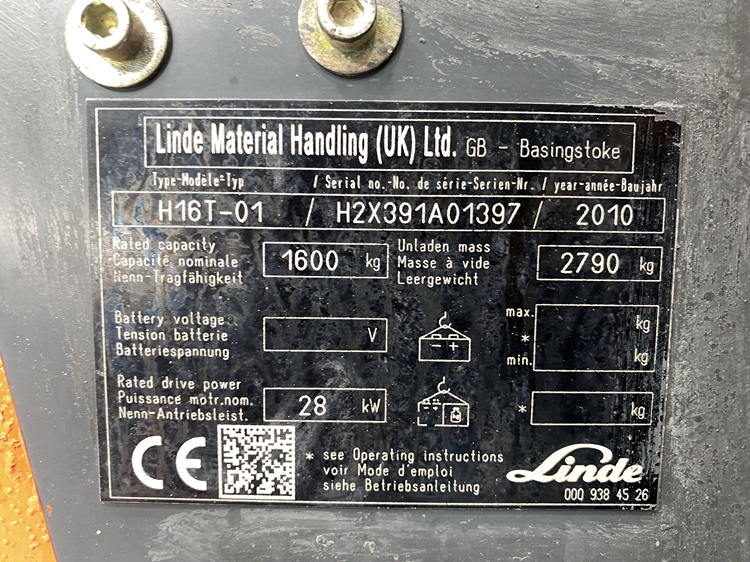 Linde Material Handling (UK) Ltd. GB - Basingstoke
Type-Modèle-Typ / Serial no.-No. de série-Serien-Nr. / year-année-Baujahr
H16T-01 / H2X391A01397 / 2010
Rated capacity
Capacité nominale
Nenn-Tragfähigkeit
1600 kg
Unladen mass
Masse à vide
Leergewicht
2790 kg
Battery voltage
Tension batterie
Batteriespannung
V
- +
max.
*
min.
kg
kg
Rated drive power
Puissance motr.nom.
Nenn-Antriebsleist.
28 kW
* kg
CE
* see Operating instructions
voir Mode d'emploi
siehe Betriebsanleitung
Linde
000 938 45 26